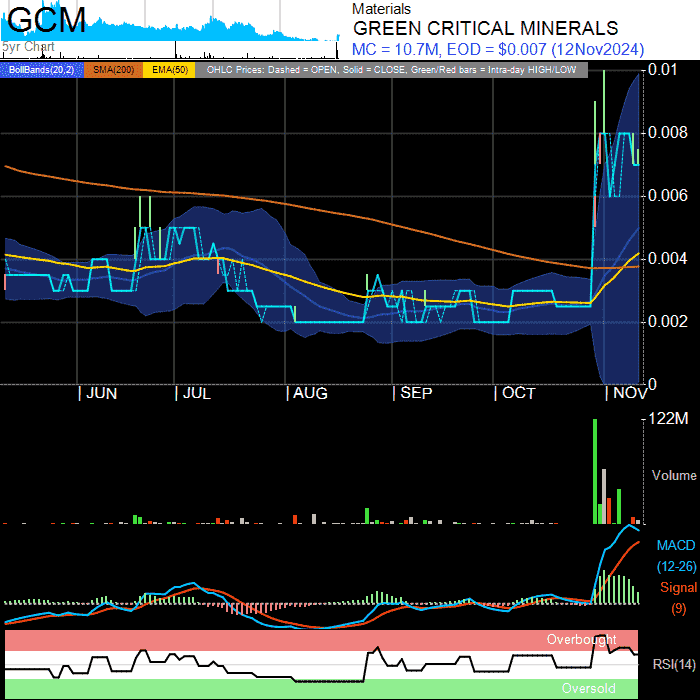 GCM
5yr Chart
Materials
GREEN CRITICAL MINERALS
MC = 10.7M, EOD = $0.007 (12Nov2024)
BollBands(20,2) SMA(200) EMA(50) OHLC Prices: Dashed = OPEN, Solid = CLOSE, Green/Red bars = Intra-day HIGH/LOW
0.01
0.008
0.006
0.004
0.002
0
JUN JUL AUG SEP OCT NOV
122M
Volume
MACD
(12-26)
Signal
(9)
Overbought
RSI(14)
Oversold